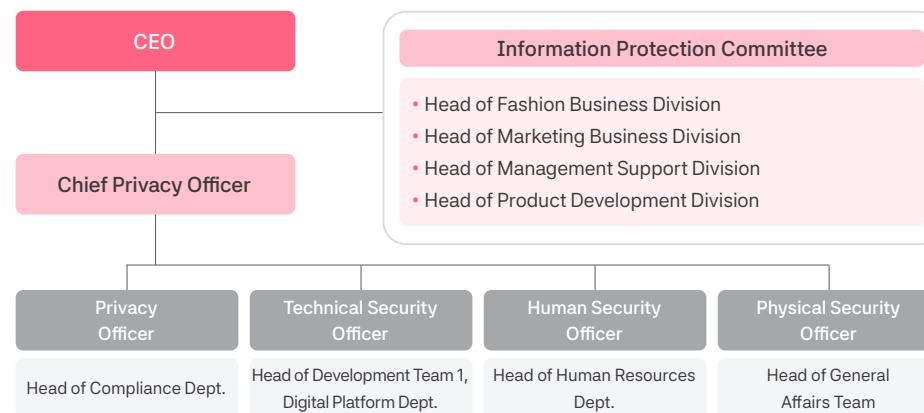 CEO
Information Protection Committee
• Head of Fashion Business Division
• Head of Marketing Business Division
• Head of Management Support Division
• Head of Product Development Division
Chief Privacy Officer
Privacy
Officer
Technical Security
Officer
Human Security
Officer
Physical Security
Officer
Head of Compliance Dept.
Head of Development Team 1,
Digital Platform Dept.
Head of Human Resources
Dept.
Head of General
Affairs Team